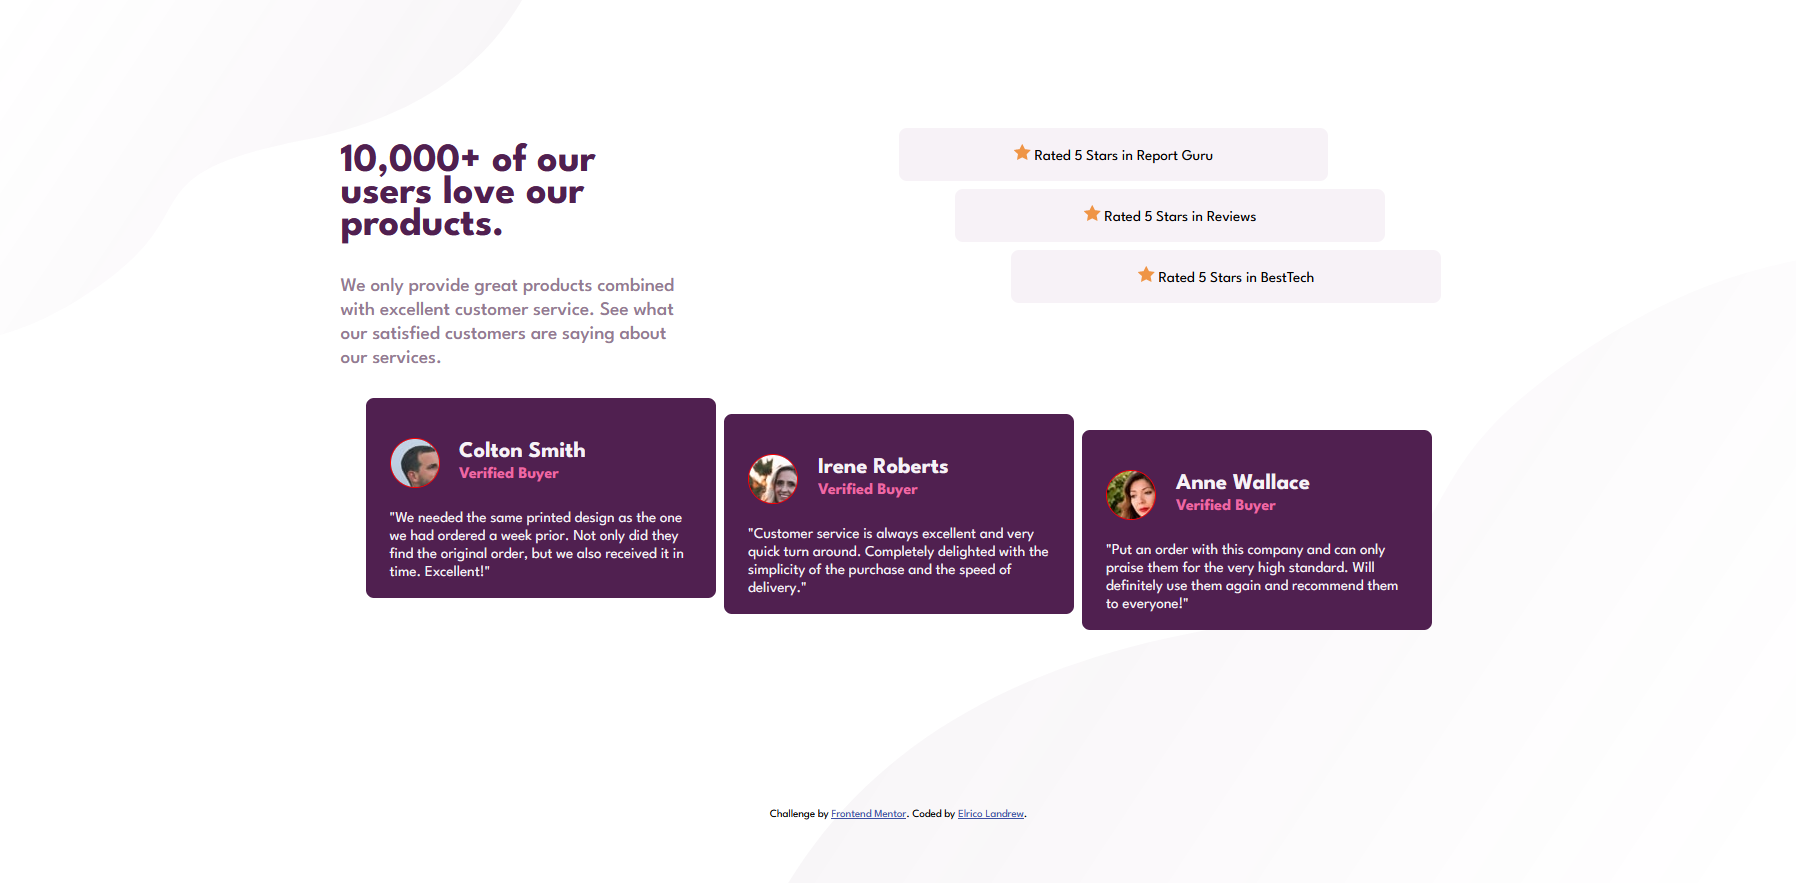 10,000+ of our
users love our
products.
We only provide great products combined
with excellent customer service. See what
our satisfied customers are saying about
our services.
Rated 5 Stars in Report Guru
Rated 5 Stars in Reviews
Rated 5 Stars in BestTech
Colton Smith
Verified Buyer
"We needed the same printed design as the one
we had ordered a week prior. Not only did they
find the original order, but we also received it in
time. Excellent!"
Irene Roberts
Verified Buyer
"Customer service is always excellent and very
quick turn around. Completely delighted with the
simplicity of the purchase and the speed of
delivery."
Anne Wallace
Verified Buyer
"Put an order with this company and can only
praise them for the very high standard. Will
definitely use them again and recommend them
to everyone!"
Challenge by Frontend Mentor. Coded by Elrico Landrew.